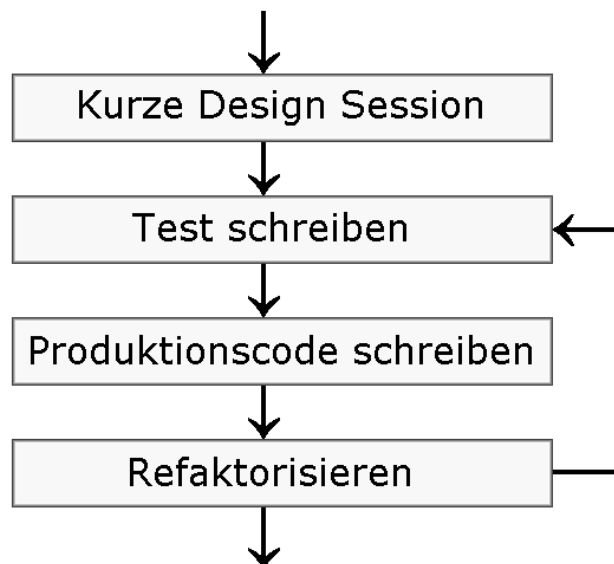 Kurze Design Session
Test schreiben
Produktionscode schreiben
Refaktorisieren